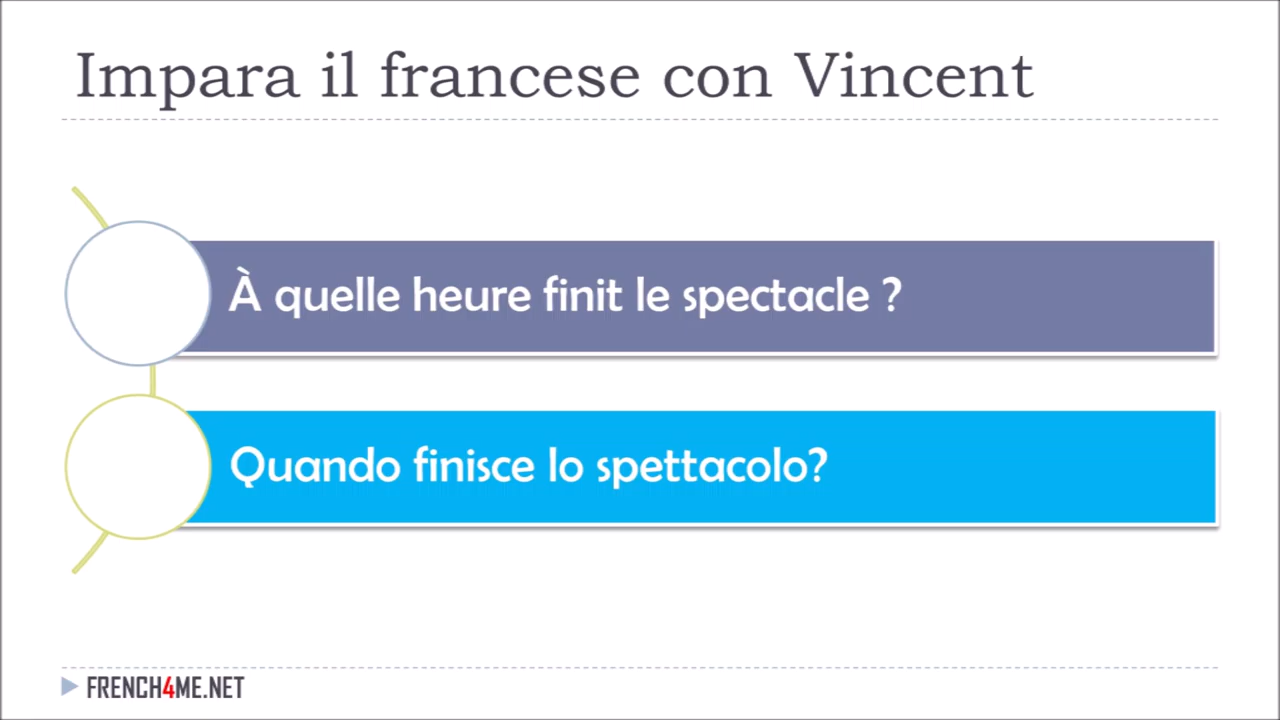 Impara il francese con Vincent
À quelle heure finit le spectacle ?
Quando finisce lo spettacolo?
FRENCH4ME.NET